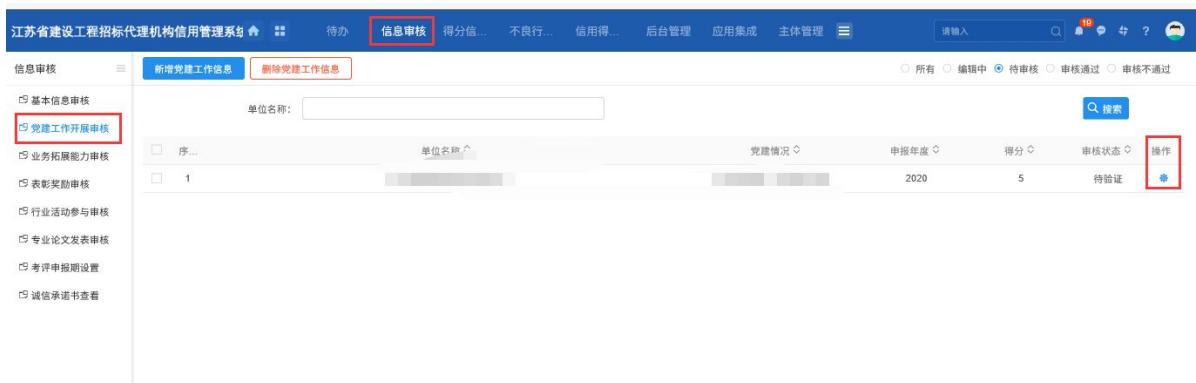 江苏省建设工程招标代理机构信用管理系统 待办 信息审核 得分信... 不良行... 信用得... 后台管理 应用集成 主体管理 请输入 19 ?
信息审核 新增党建工作信息 删除党建工作信息 所有 编辑中 待审核 审核通过 审核不通过
基本信息审核
单位名称： 搜索
党建工作开展审核
业务拓展能力审核
序... 单位名称 党建情况 申报年度 得分 审核状态 操作
表彰奖励审核
1 2020 5 待验证
行业活动参与审核
专业论文发表审核
考评申报期设置
诚信承诺书查看